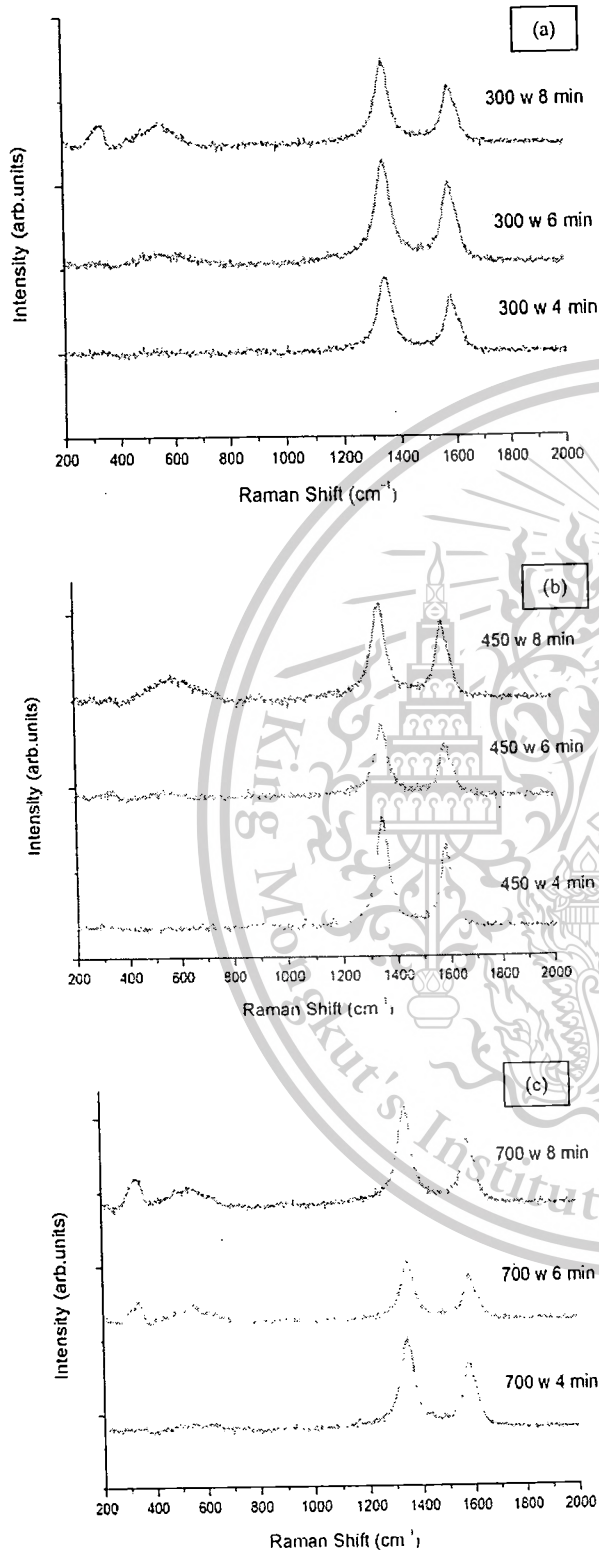 (a)
300 w 8 min
300 w 6 min
300 w 4 min
Intensity (arb.units)
200 400 600 800 1000 1200 1400 1600 1800 2000
Raman Shift (cm⁻¹)
(b)
450 w 8 min
450 w 6 min
450 w 4 min
Intensity (arb.units)
200 400 600 800 1000 1200 1400 1600 1800 2000
Raman Shift (cm⁻¹)
(c)
700 w 8 min
700 w 6 min
700 w 4 min
Intensity (arb.units)
200 400 600 800 1000 1200 1400 1600 1800 2000
Raman Shift (cm⁻¹)
King Mongkut's Institut